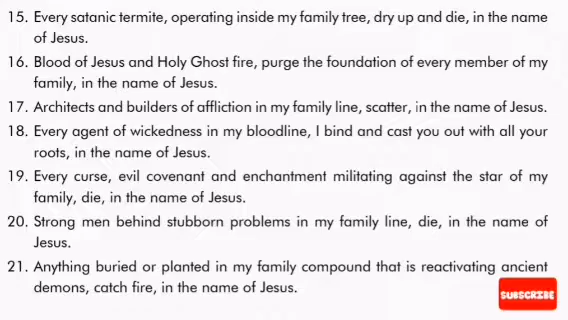 15. Every satanic termite, operating inside my family tree, dry up and die, in the name
of Jesus.
16. Blood of Jesus and Holy Ghost fire, purge the foundation of every member of my
family, in the name of Jesus.
17. Architects and builders of affliction in my family line, scatter, in the name of Jesus.
18. Every agent of wickedness in my bloodline, I bind and cast you out with all your
roots, in the name of Jesus.
19. Every curse, evil covenant and enchantment militating against the star of my
family, die, in the name of Jesus.
20. Strong men behind stubborn problems in my family line, die, in the name of
Jesus.
21. Anything buried or planted in my family compound that is reactivating ancient
demons, catch fire, in the name of Jesus.
SUBSCRIBE